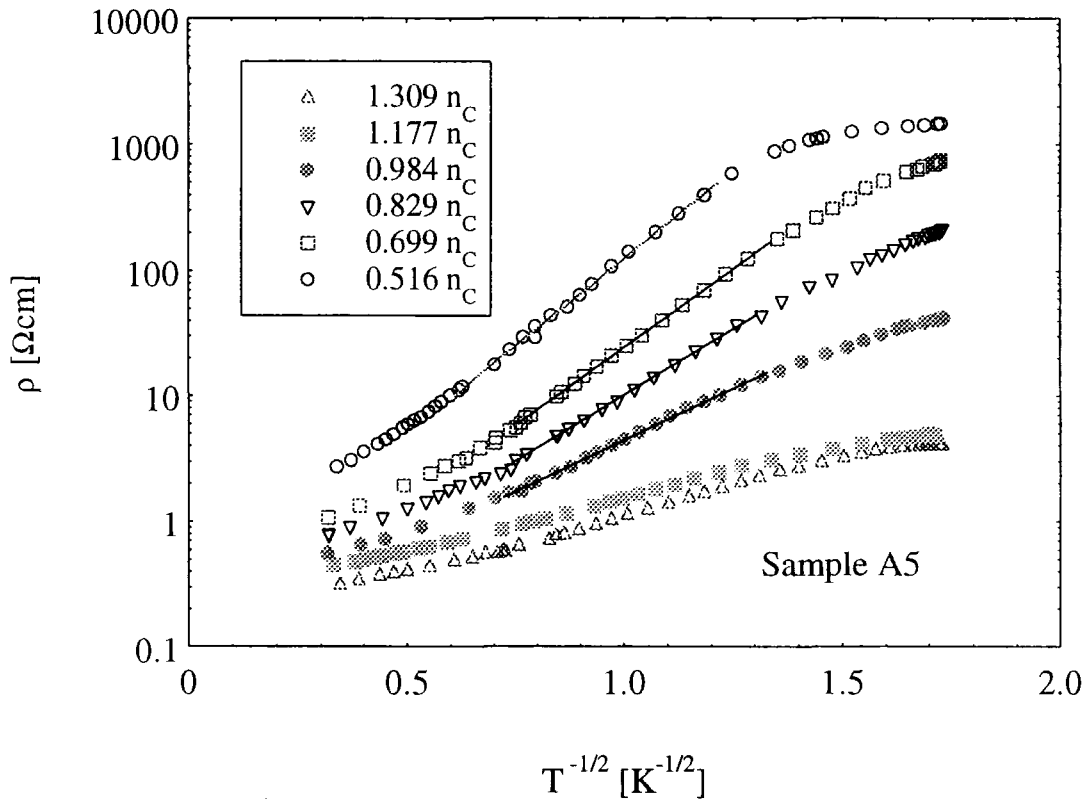 10000
1000
100
10
1
0.1
ρ [Ωcm]
1.309 n_C
1.177 n_C
0.984 n_C
0.829 n_C
0.699 n_C
0.516 n_C
Sample A5
0 0.5 1.0 1.5 2.0
T^{-1/2} [K^{-1/2}]